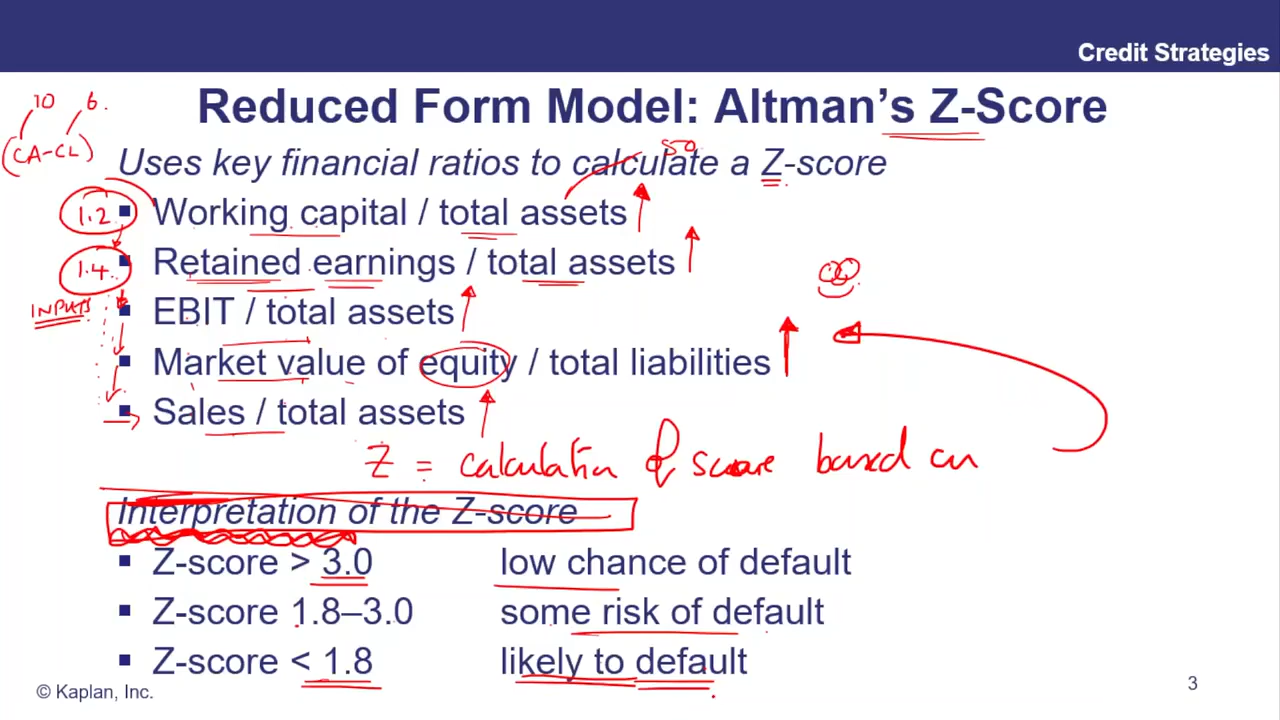 Credit Strategies
10 6.
Reduced Form Model: Altman's Z-Score
(CA-CL)
Uses key financial ratios to calculate a Z-score
50
1.2 ▪ Working capital / total assets
1.4 ▪ Retained earnings / total assets
INPUTS ▪ EBIT / total assets
▪ Market value of equity / total liabilities
▪ Sales / total assets
Z = calculation of score based on
Interpretation of the Z-score
▪ Z-score > 3.0 low chance of default
▪ Z-score 1.8–3.0 some risk of default
▪ Z-score < 1.8 likely to default
© Kaplan, Inc.
3